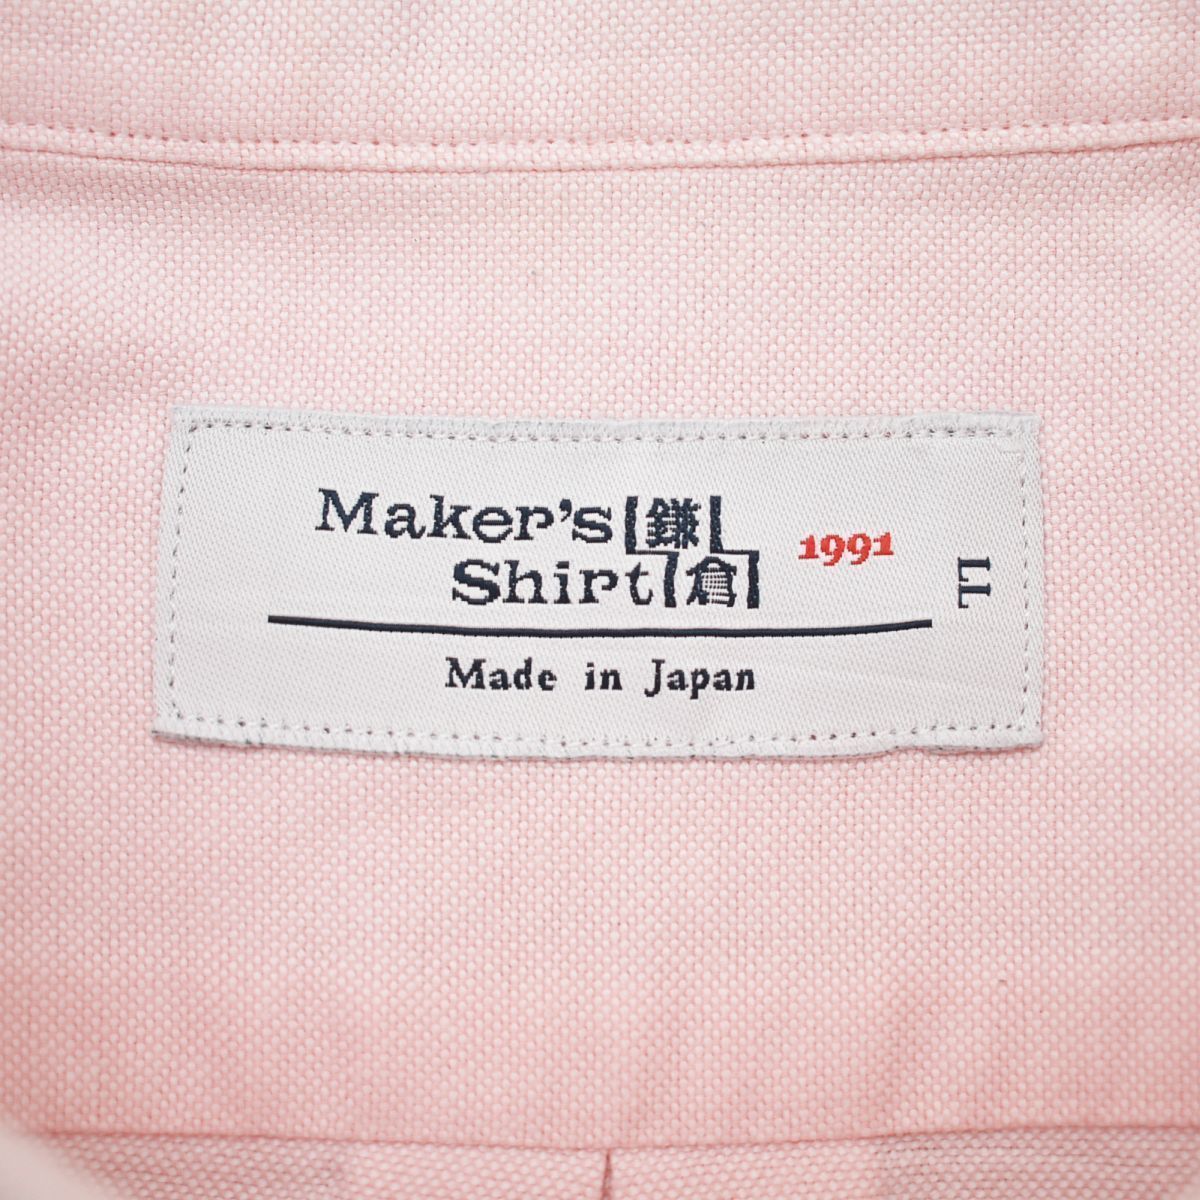 Maker's 鎌
Shirt 倉
1991
LL
Made in Japan